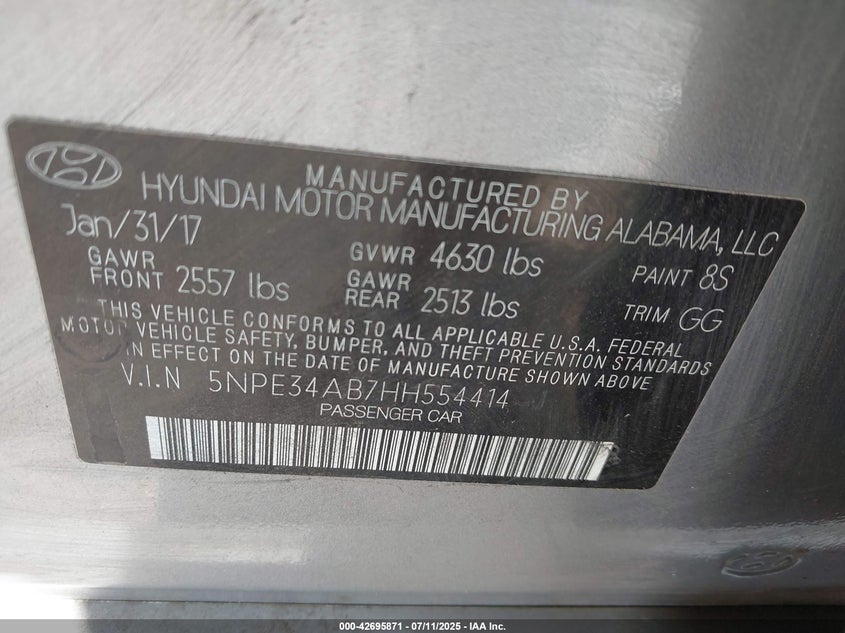 MANUFACTURED BY
HYUNDAI MOTOR MANUFACTURING ALABAMA, LLC
Jan/31/17
GAWR FRONT 2557 lbs
GVWR 4630 lbs
GAWR REAR 2513 lbs
PAINT 8S
TRIM GG
THIS VEHICLE CONFORMS TO ALL APPLICABLE U.S.A. FEDERAL
MOTOR VEHICLE SAFETY, BUMPER, AND THEFT PREVENTION STANDARDS
IN EFFECT ON THE DATE OF MANUFACTURE SHOWN ABOVE
V.I.N 5NPE34AB7HH554414
PASSENGER CAR
000-42695871 - 07/11/2025 - IAA Inc.